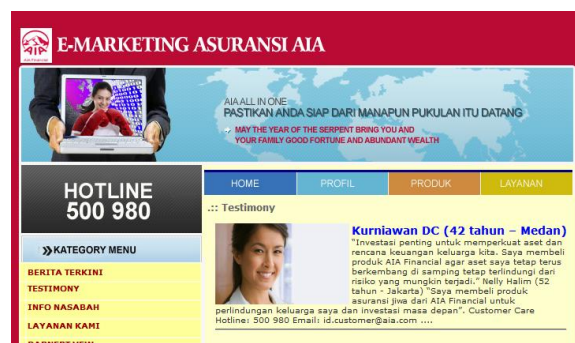 AIA
AIA Financial
E-MARKETING ASURANSI AIA
AIA ALL IN ONE
PASTIKAN ANDA SIAP DARI MANAPUN PUKULAN ITU DATANG
MAY THE YEAR OF THE SERPENT BRING YOU AND
YOUR FAMILY GOOD FORTUNE AND ABUNDANT WEALTH
HOTLINE
500 980
HOME PROFIL PRODUK LAYANAN
.:: Testimony
Kurniawan DC (42 tahun – Medan)
"Investasi penting untuk memperkuat aset dan
rencana keuangan keluarga kita. Saya membeli
produk AIA Financial agar aset saya tetap terus
berkembang di samping tetap terlindungi dari
risiko yang mungkin terjadi." Nelly Halim (52
tahun - Jakarta) "Saya membeli produk
asuransi jiwa dari AIA Financial untuk
perlindungan keluarga saya dan investasi masa depan". Customer Care
Hotline: 500 980 Email: id.customer@aia.com ....
KATEGORY MENU
BERITA TERKINI
TESTIMONY
INFO NASABAH
LAYANAN KAMI